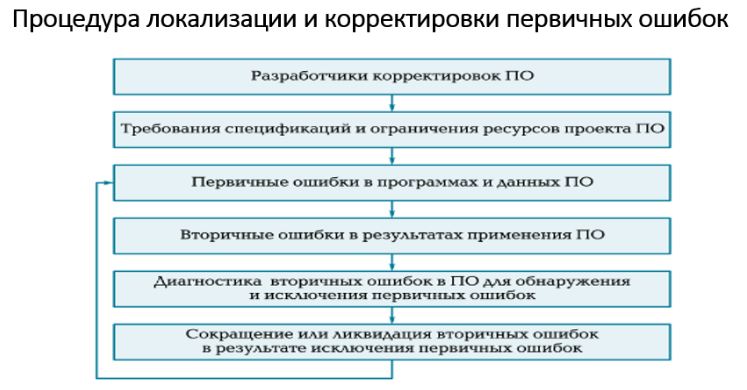 Процедура локализации и корректировки первичных ошибок
Разработчики корректировок ПО
Требования спецификаций и ограничения ресурсов проекта ПО
Первичные ошибки в программах и данных ПО
Вторичные ошибки в результатах применения ПО
Диагностика вторичных ошибок в ПО для обнаружения
и исключения первичных ошибок
Сокращение или ликвидация вторичных ошибок
в результате исключения первичных ошибок